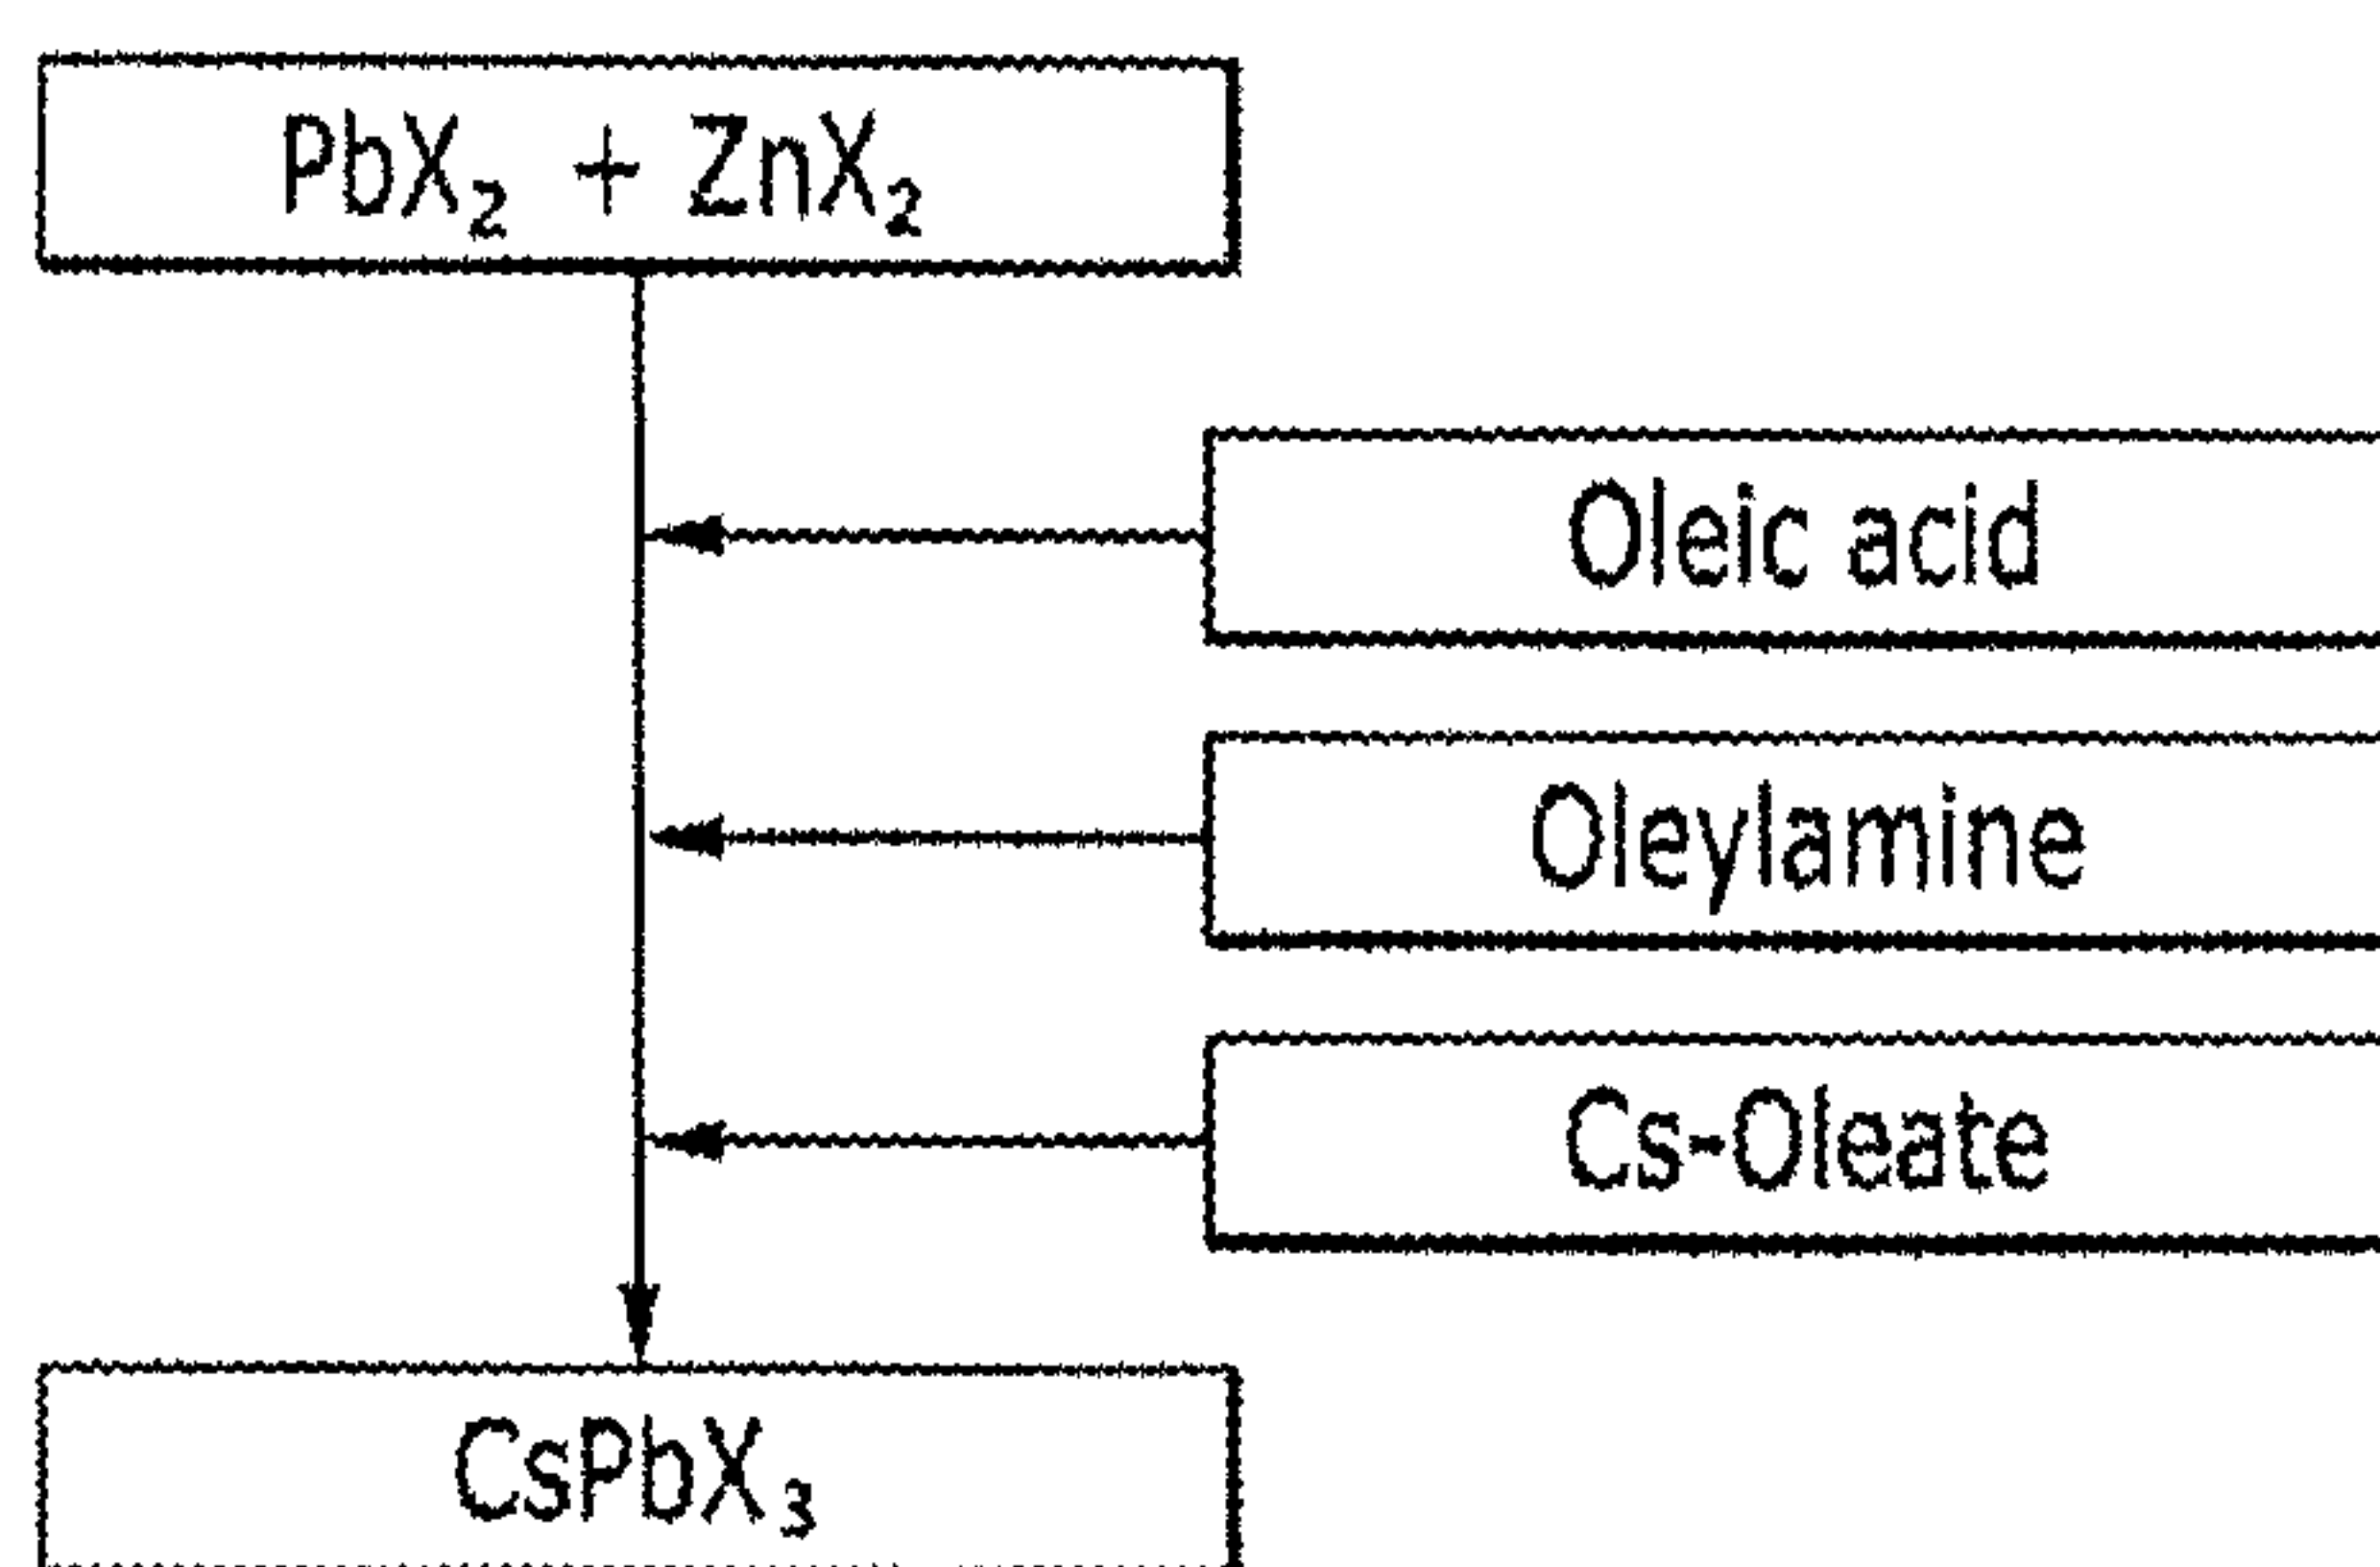 PbX₂ + ZnX₂
Oleic acid
Oleylamine
Cs-Oleate
CsPbX₃